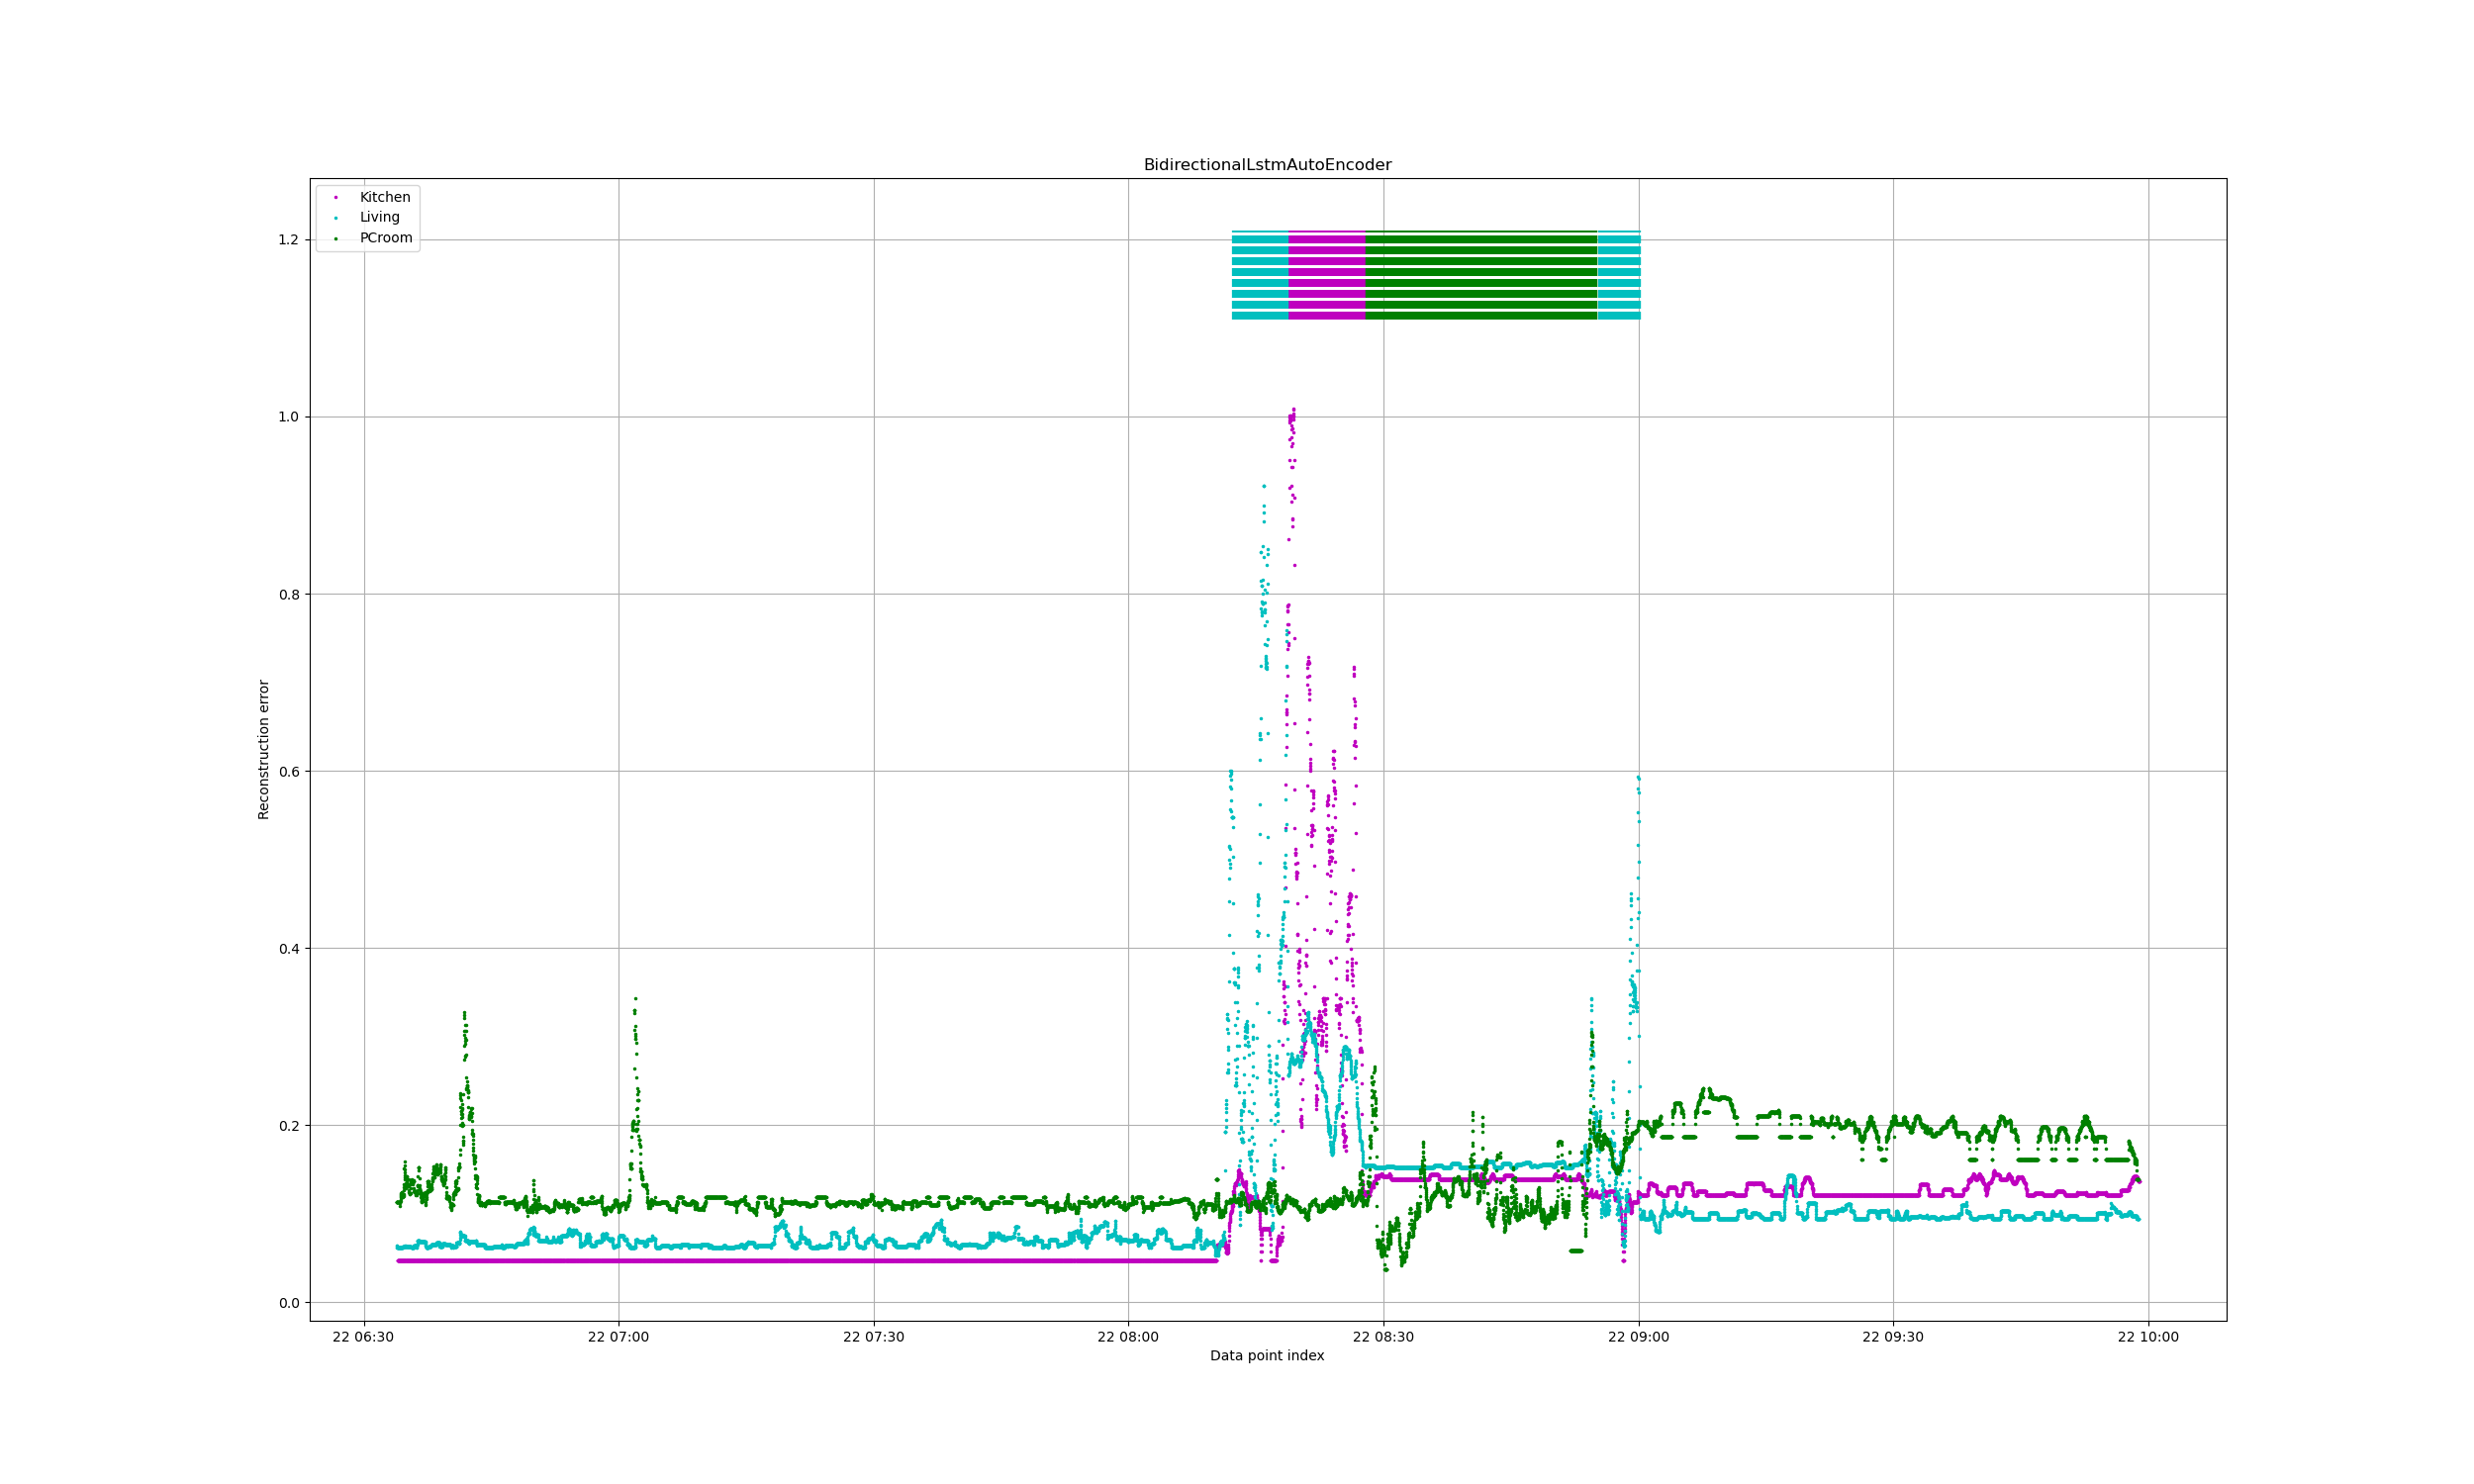 BidirectionalLstmAutoEncoder
Kitchen
Living
PCroom
1.2
1.0
0.8
0.6
0.4
0.2
0.0
Reconstruction error
22 06:30 22 07:00 22 07:30 22 08:00 22 08:30 22 09:00 22 09:30 22 10:00
Data point index